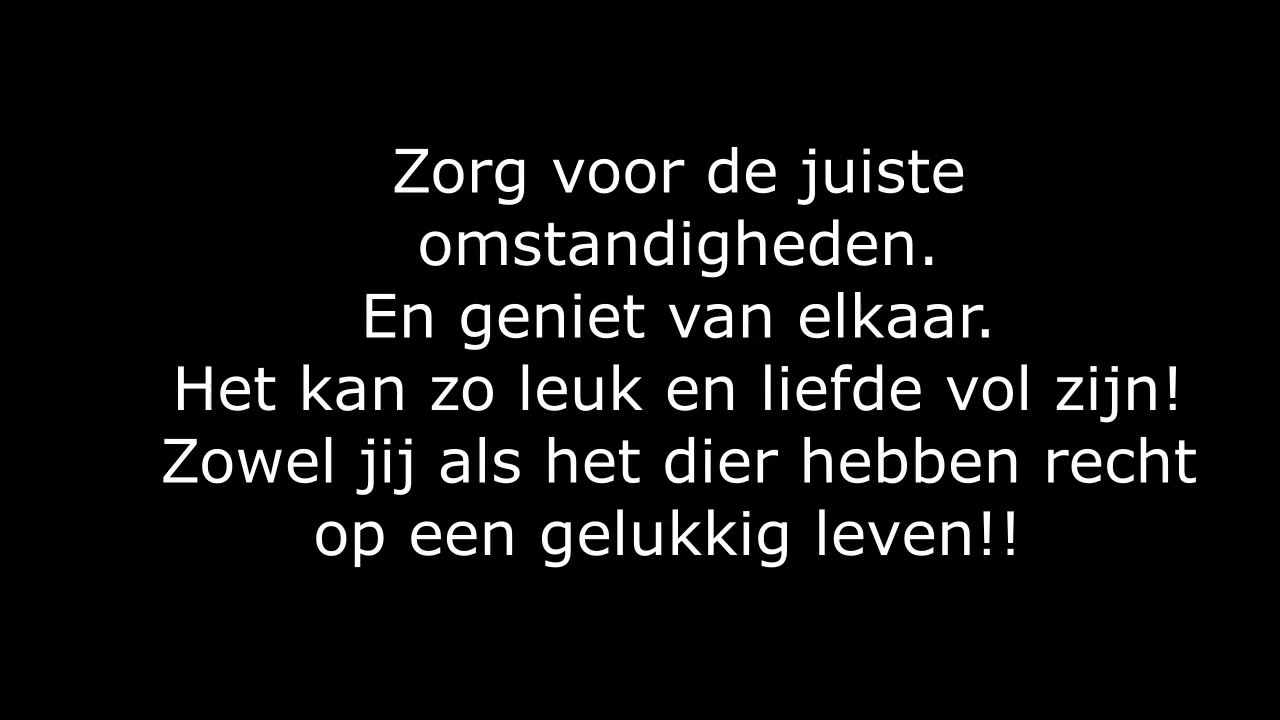 Zorg voor de juiste
omstandigheden.
En geniet van elkaar.
Het kan zo leuk en liefde vol zijn!
Zowel jij als het dier hebben recht
op een gelukkig leven!!